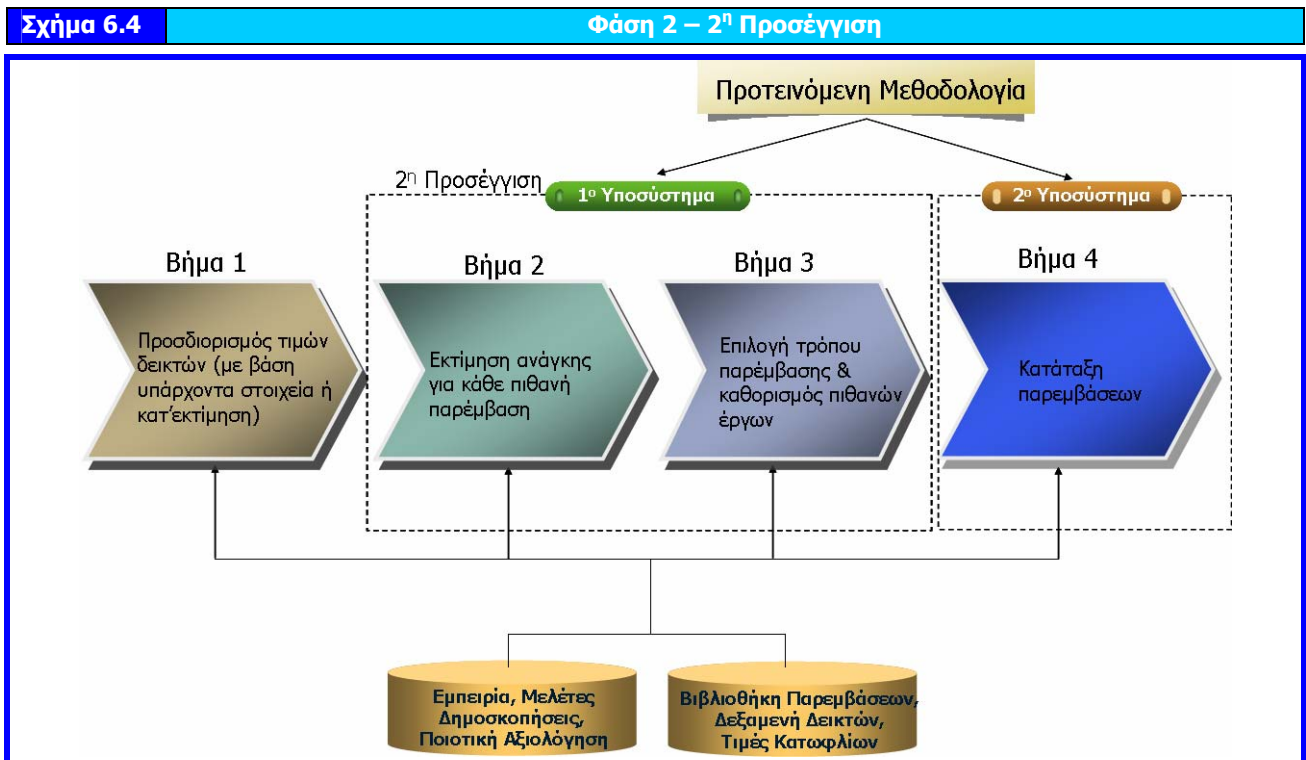 Σχήμα 6.4
Φάση 2 – 2η Προσέγγιση
Προτεινόμενη Μεθοδολογία
2η Προσέγγιση
1ο Υποσύστημα
2ο Υποσύστημα
Βήμα 1
Βήμα 2
Βήμα 3
Βήμα 4
Προσδιορισμός τιμών
δεικτών (με βάση
υπάρχοντα στοιχεία ή
κατ'εκτίμηση)
Εκτίμηση ανάγκης
για κάθε πιθανή
παρέμβαση
Επιλογή τρόπου
παρέμβασης &
καθορισμός πιθανών
έργων
Κατάταξη
παρεμβάσεων
Εμπειρία, Μελέτες
Δημοσκοπήσεις,
Ποιοτική Αξιολόγηση
Βιβλιοθήκη Παρεμβάσεων,
Δεξαμενή Δεικτών,
Τιμές Κατωφλίων